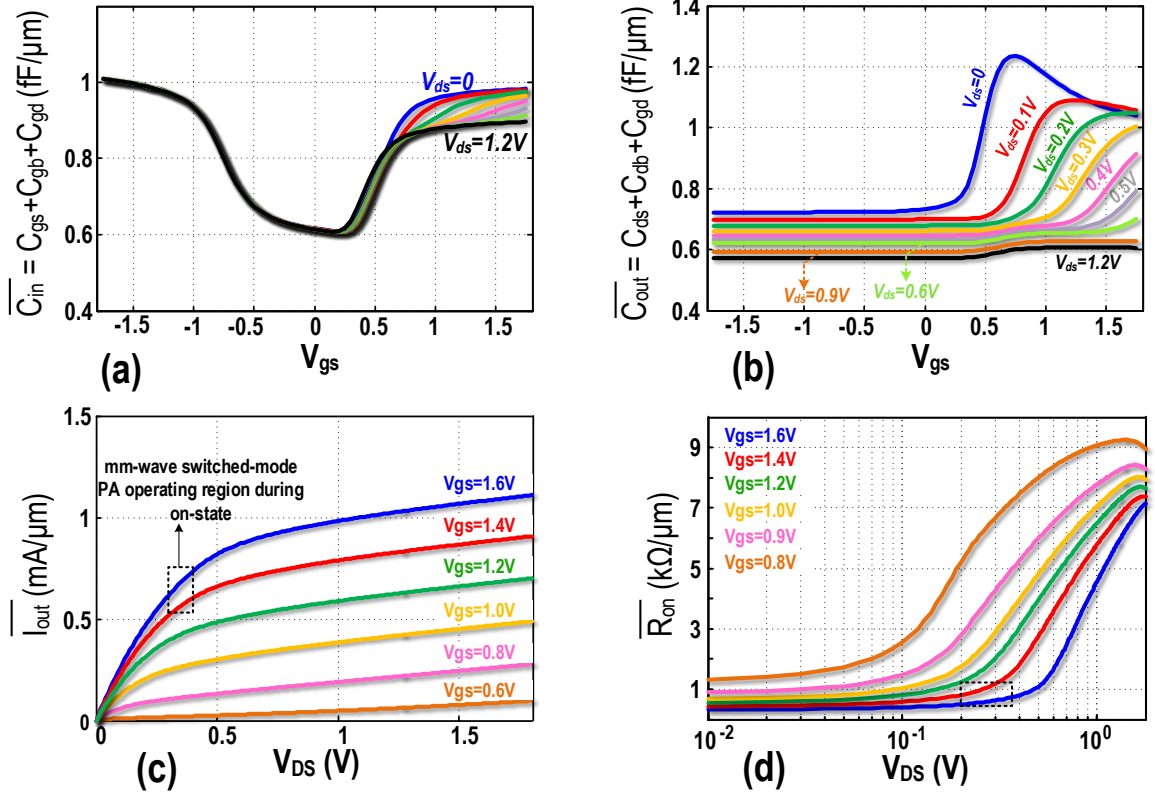 C̅i̅n̅ = Cgs+Cgb+Cgd (fF/µm)
1.4
1.2
1
0.8
0.6
0.4
Vds=0
Vds=1.2V
-1.5
-1
-0.5
0
0.5
1
1.5
Vgs
(a)
C̅o̅u̅t̅ = Cds+Cdb+Cgd (fF/µm)
1.4
1.2
1.0
0.8
0.6
0.4
Vds=0
Vds=0.1V
Vds=0.2V
Vds=0.3V
0.4V
0.5V
Vds=1.2V
Vds=0.9V
Vds=0.6V
-1.5
-1
-0.5
0
0.5
1
1.5
Vgs
(b)
I̅o̅u̅t̅ (mA/µm)
1.5
1
0.5
0
mm-wave switched-mode
PA operating region during
on-state
Vgs=1.6V
Vgs=1.4V
Vgs=1.2V
Vgs=1.0V
Vgs=0.8V
Vgs=0.6V
0
0.5
1
1.5
VDS (V)
(c)
R̅o̅n̅ (kΩ/µm)
9
7
5
3
1
Vgs=1.6V
Vgs=1.4V
Vgs=1.2V
Vgs=1.0V
Vgs=0.9V
Vgs=0.8V
10-2
10-1
100
VDS (V)
(d)